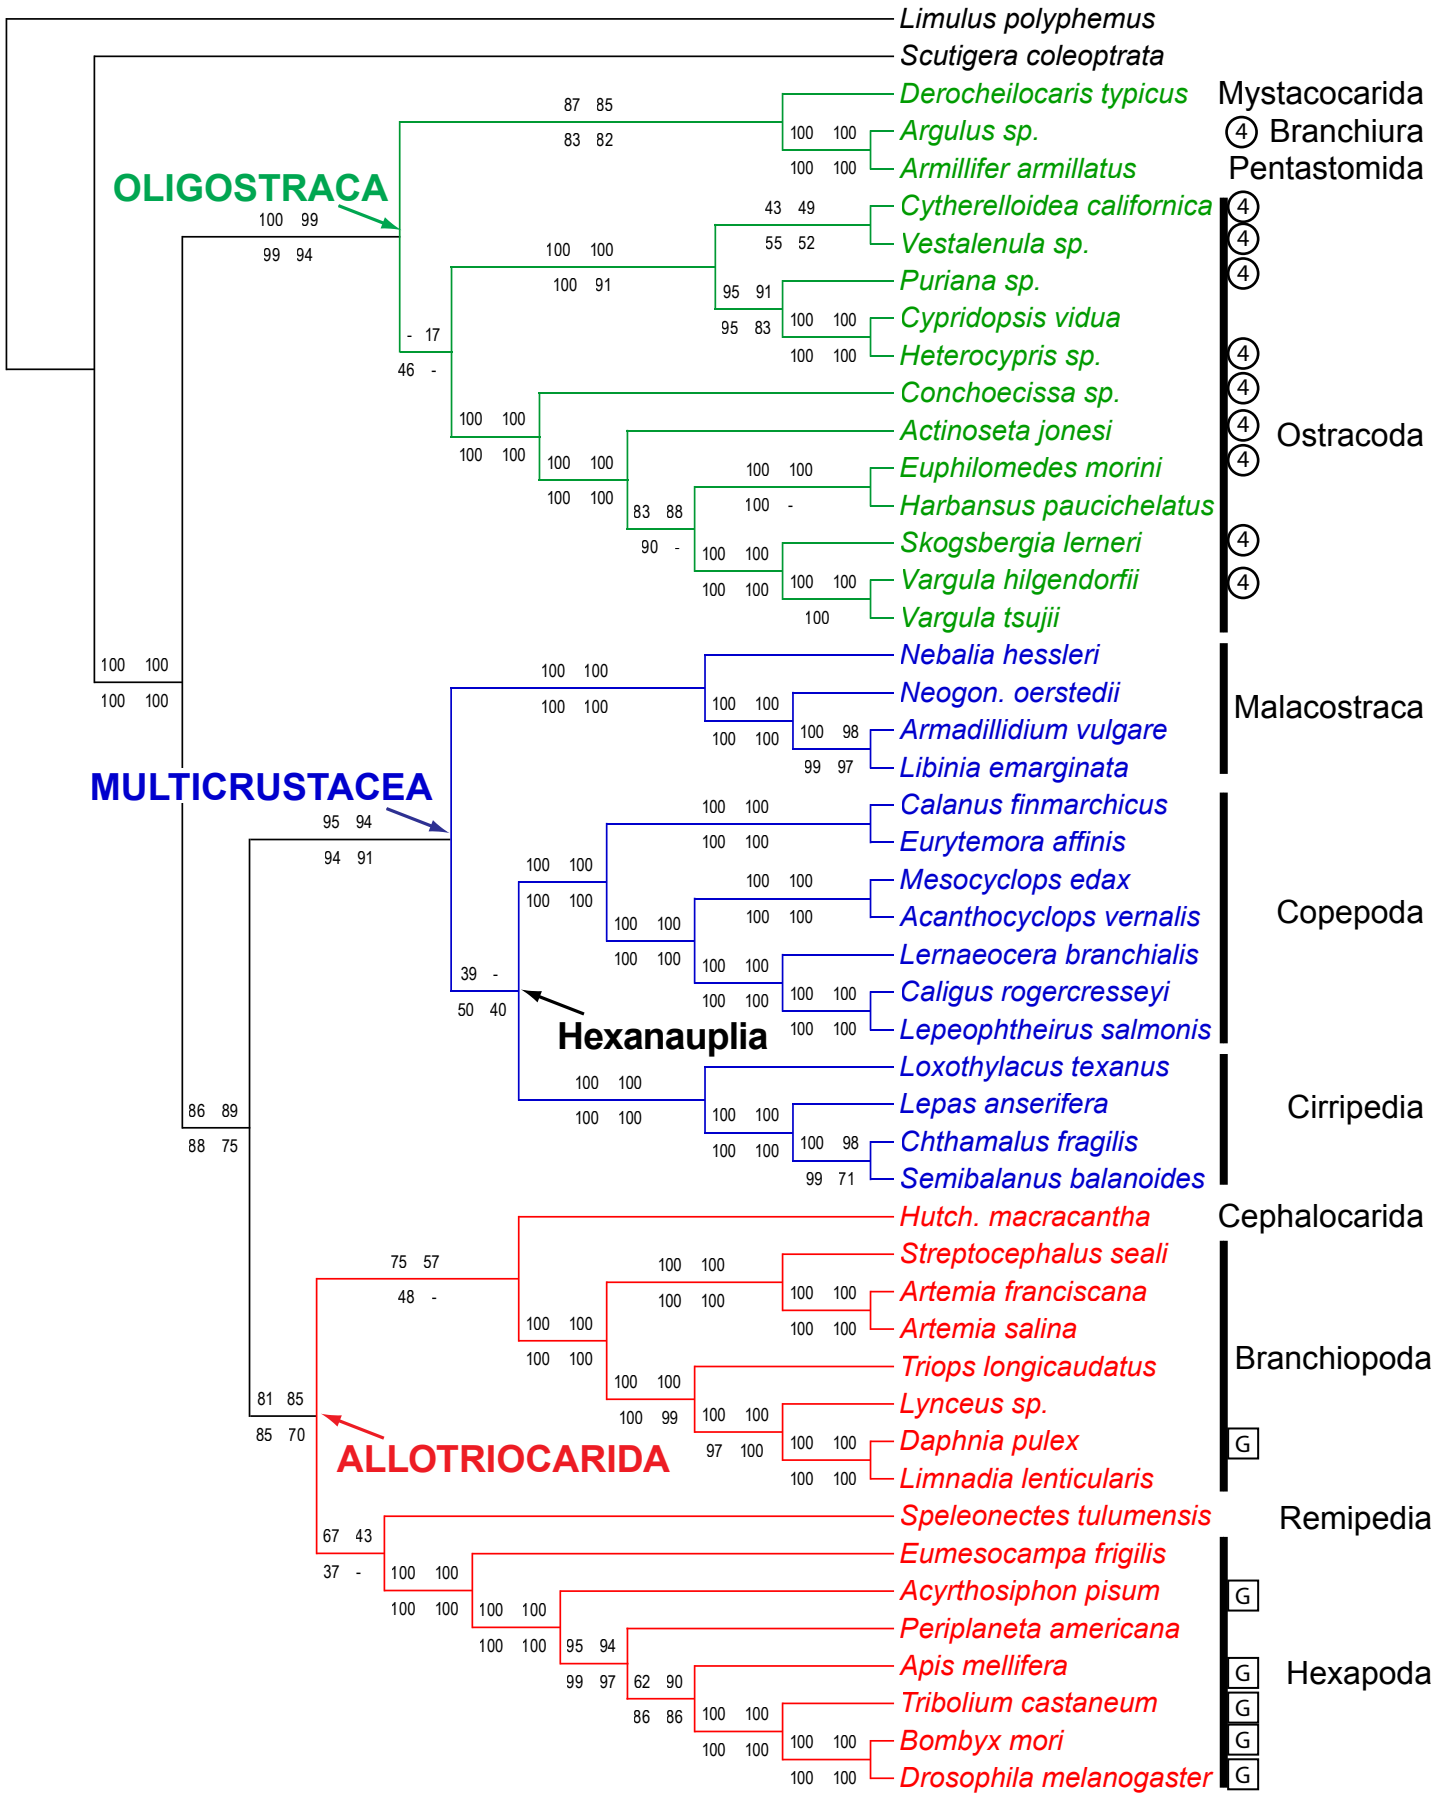 Limulus polyphemus
Scutigera coleoptrata
Derocheilocaris typicus Mystacocarida
87 85
83 82
Argulus sp. 4 Branchiura
100 100
100 100
Armillifer armillatus Pentastomida
OLIGOSTRACA
100 99
99 94
Cytherelloidea californica 4
43 49
55 52
Vestalenula sp. 4
100 100
100 91
Puriana sp. 4
95 91
95 83
Cypridopsis vidua
100 100
100 100
- 17
46 -
Heterocypris sp. 4
Conchoecissa sp. 4
100 100
100 100
Actinoseta jonesi 4
Ostracoda
100 100
100 100
Euphilomedes morini 4
100 100
100 -
Harbansus paucichelatus
83 88
90 -
Skogsbergia lerneri 4
100 100
100 100
Vargula hilgendorfii 4
100 100
100
Vargula tsujii
100 100
100 100
Nebalia hessleri
100 100
100 100
Neogon. oerstedii
100 100
100 100
Malacostraca
Armadillidium vulgare
100 98
99 97
Libinia emarginata
MULTICRUSTACEA
95 94
94 91
Calanus finmarchicus
100 100
100 100
Eurytemora affinis
100 100
100 100
Mesocyclops edax
100 100
100 100
Acanthocyclops vernalis
Copepoda
100 100
100 100
Lernaeocera branchialis
100 100
100 100
Caligus rogercresseyi
100 100
100 100
39 -
50 40
Lepeophtheirus salmonis
Hexanauplia
Loxothylacus texanus
100 100
100 100
Lepas anserifera
Cirripedia
100 100
100 100
Chthamalus fragilis
100 98
99 71
Semibalanus balanoides
86 89
88 75
Hutch. macracantha Cephalocarida
75 57
48 -
Streptocephalus seali
100 100
100 100
Artemia franciscana
100 100
100 100
Artemia salina
100 100
100 100
Triops longicaudatus
Branchiopoda
100 100
100 99
Lynceus sp.
100 100
97 100
Daphnia pulex G
100 100
100 100
Limnadia lenticularis
81 85
85 70
ALLOTRIOCARIDA
Speleonectes tulumensis Remipedia
67 43
37 -
Eumesocampa frigilis
100 100
100 100
Acyrthosiphon pisum G
100 100
100 100
Periplaneta americana
95 94
99 97
Apis mellifera G
Hexapoda
62 90
86 86
Tribolium castaneum G
100 100
100 100
Bombyx mori G
100 100
100 100
Drosophila melanogaster G